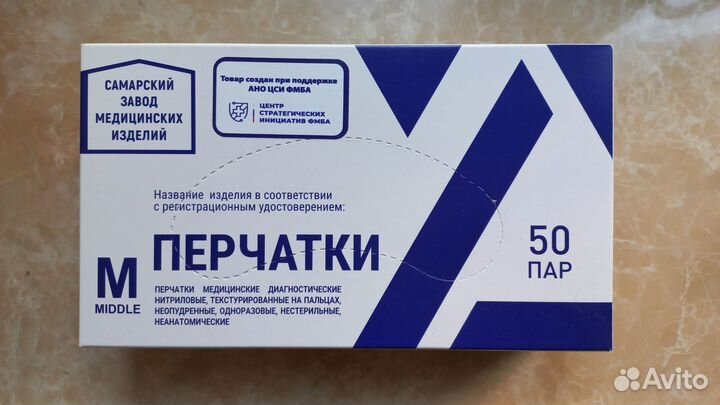 САМАРСКИЙ
ЗАВОД
МЕДИЦИНСКИХ
ИЗДЕЛИЙ
Товар создан при поддержке
АНО ЦСИ ФМБА
ЦЕНТР
СТРАТЕГИЧЕСКИХ
ИНИЦИАТИВ ФМБА
Название изделия в соответствии
с регистрационным удостоверением:
ПЕРЧАТКИ
M
MIDDLE
ПЕРЧАТКИ МЕДИЦИНСКИЕ ДИАГНОСТИЧЕСКИЕ
НИТРИЛОВЫЕ, ТЕКСТУРИРОВАННЫЕ НА ПАЛЬЦАХ,
НЕОПУДРЕННЫЕ, ОДНОРАЗОВЫЕ, НЕСТЕРИЛЬНЫЕ,
НЕАНАТОМИЧЕСКИЕ
50
ПАР
Avito